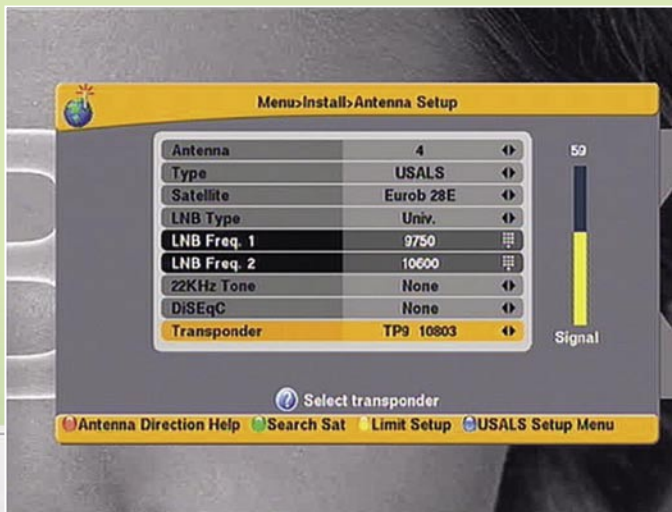 Menu>Install>Antenna Setup
Antenna 4
Type USALS
Satellite Eurob 28E
LNB Type Univ.
LNB Freq. 1 9750
LNB Freq. 2 10600
22KHz Tone None
DiSEqC None
Transponder TP9 10803
59
Signal
Select transponder
Antenna Direction Help Search Sat Limit Setup USALS Setup Menu